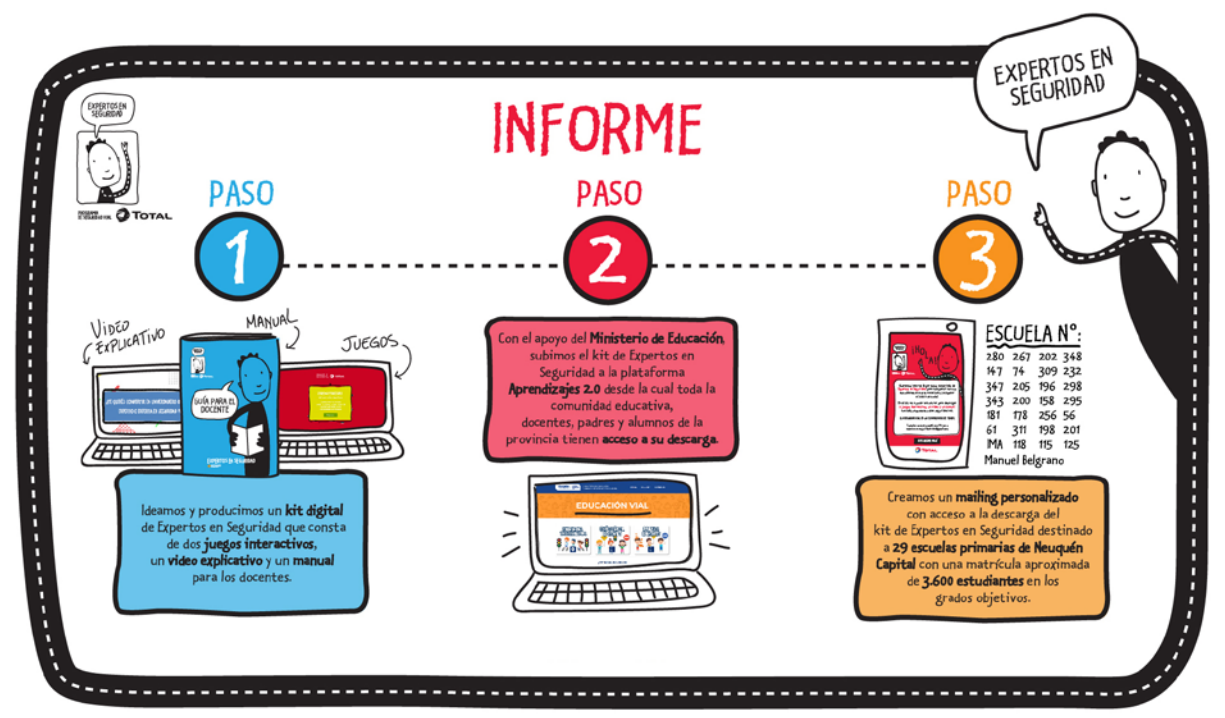 EXPERTOS EN
SEGURIDAD
EXPERTOS EN
SEGURIDAD
TOTAL
INFORME
PASO
1
PASO
2
PASO
3
VIDEO
EXPLICATIVO
MANUAL
JUEGOS
GUÍA PARA EL
DOCENTE
EXPERTOS EN SEGURIDAD
Ideamos y producimos un kit digital
de Expertos en Seguridad que consta
de dos juegos interactivos,
un video explicativo y un manual
para los docentes.
Con el apoyo del Ministerio de Educación,
subimos el kit de Expertos en
Seguridad a la plataforma
Aprendizajes 2.0 desde la cual toda la
comunidad educativa,
docentes, padres y alumnos de la
provincia tienen acceso a su descarga.
EDUCACIÓN VIAL
¡HOLA!
TOTAL
ESCUELA N°:
280 267 202 348
147 74 309 232
347 205 196 298
343 200 158 295
181 178 256 56
61 311 198 201
MA 118 115 125
Manuel Belgrano
Creamos un mailing personalizado
con acceso a la descarga del
kit de Expertos en Seguridad destinado
a 29 escuelas primarias de Neuquén
Capital con una matrícula aproximada
de 3.600 estudiantes en los
grados objetivos.